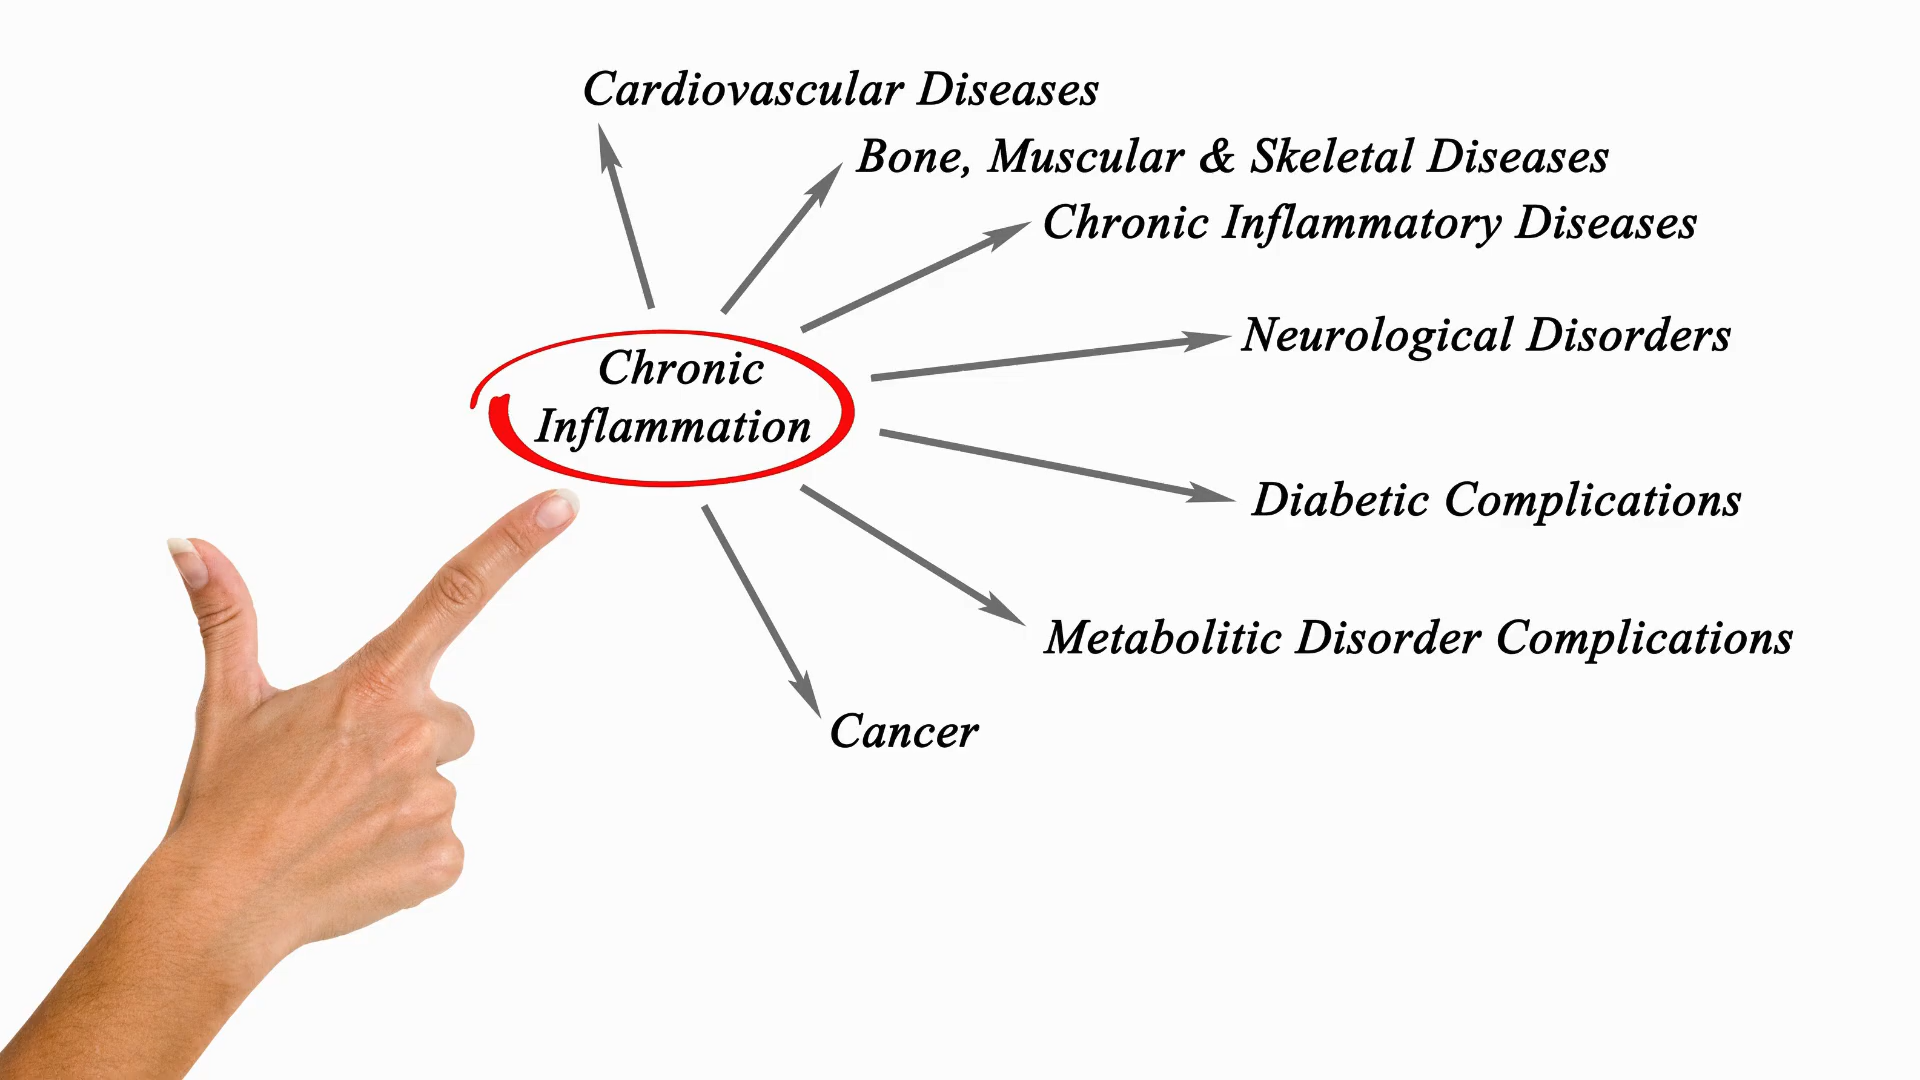 Cardiovascular Diseases
Bone, Muscular & Skeletal Diseases
Chronic Inflammatory Diseases
Neurological Disorders
Chronic
Inflammation
Diabetic Complications
Metabolitic Disorder Complications
Cancer